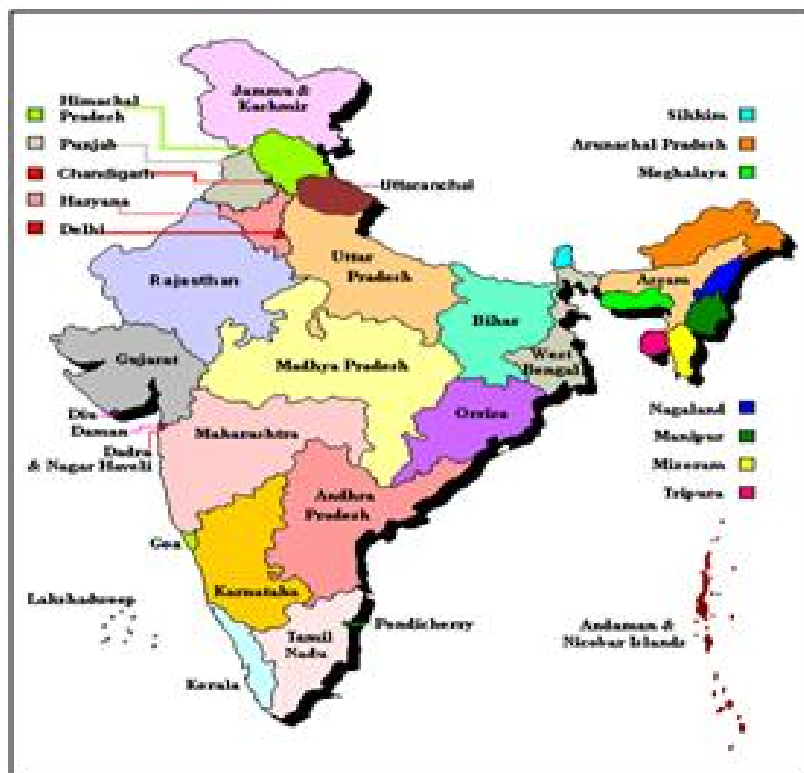 Jammu &
Kashmir
Himachal
Pradesh
Punjab
Chandigarh
Haryana
Delhi
Uttaranchal
Sikhim
Arunachal Pradesh
Meghalaya
Rajasthan
Uttar
Pradesh
Bihar
Assam
West
Bengal
Gujarat
Madhya Pradesh
Diu
Daman
Dadra
& Nagar Haveli
Maharashtra
Orrisa
Nagaland
Manipur
Mizoram
Tripura
Andhra
Pradesh
Goa
Karnataka
Lakshadweep
Tamil
Nadu
Pondicherry
Kerala
Andaman &
Nicobar Islands